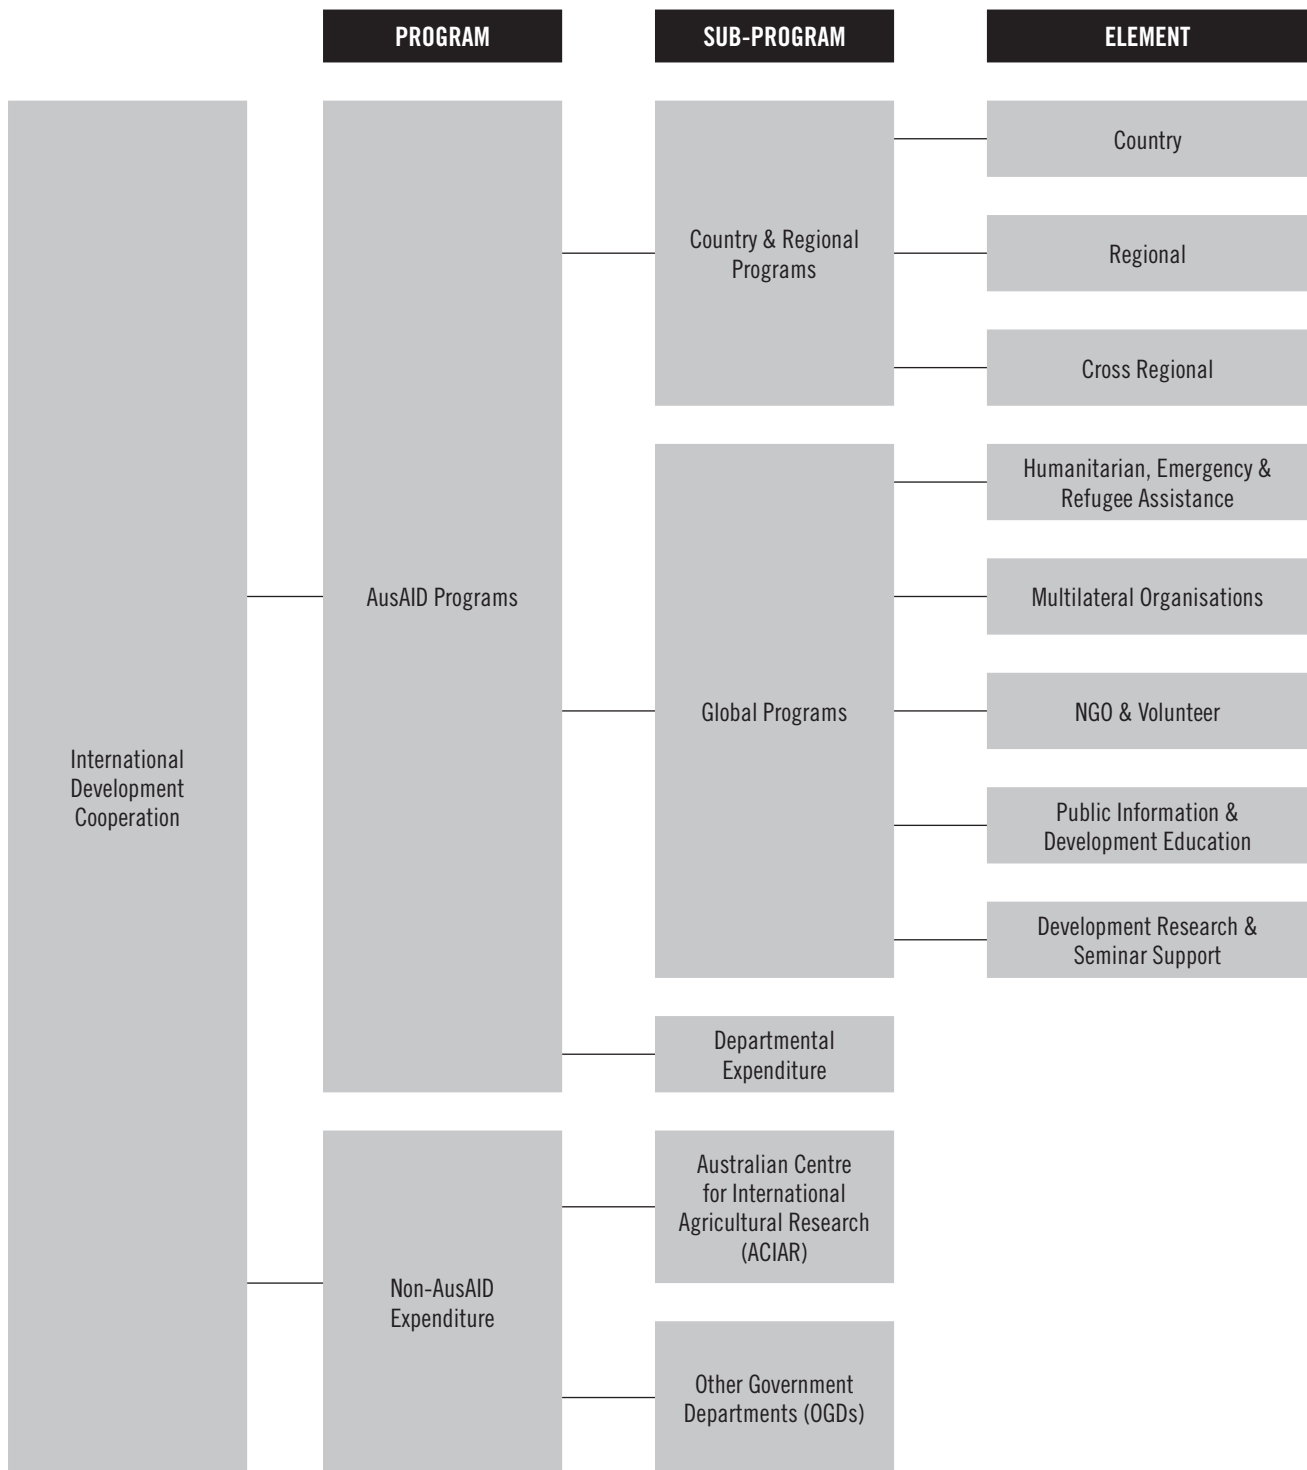 PROGRAM
SUB-PROGRAM
ELEMENT
International
Development
Cooperation
AusAID Programs
Country & Regional
Programs
Country
Regional
Cross Regional
Global Programs
Humanitarian, Emergency &
Refugee Assistance
Multilateral Organisations
NGO & Volunteer
Public Information &
Development Education
Development Research &
Seminar Support
Departmental
Expenditure
Non-AusAID
Expenditure
Australian Centre
for International
Agricultural Research
(ACIAR)
Other Government
Departments (OGDs)